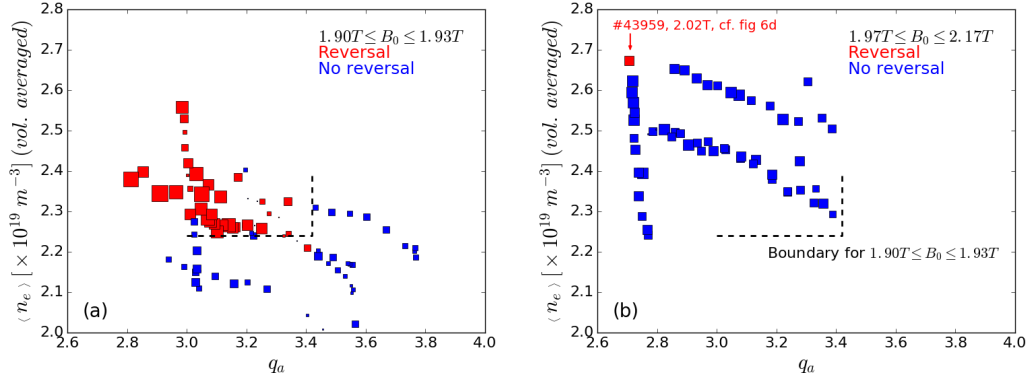 2.8
2.7
2.6
2.5
2.4
2.3
2.2
2.1
2.0
⟨ n_e ⟩ [ × 10^19 m^−3] (vol. averaged)
1.90T ≤ B_0 ≤ 1.93T
Reversal
No reversal
(a)
2.6 2.8 3.0 3.2 3.4 3.6 3.8 4.0
q_a
2.8
2.7
2.6
2.5
2.4
2.3
2.2
2.1
2.0
⟨ n_e ⟩ [ × 10^19 m^−3] (vol. averaged)
#43959, 2.02T, cf. fig 6d
1.97T ≤ B_0 ≤ 2.17T
Reversal
No reversal
Boundary for 1.90T ≤ B_0 ≤ 1.93T
(b)
2.6 2.8 3.0 3.2 3.4 3.6 3.8 4.0
q_a